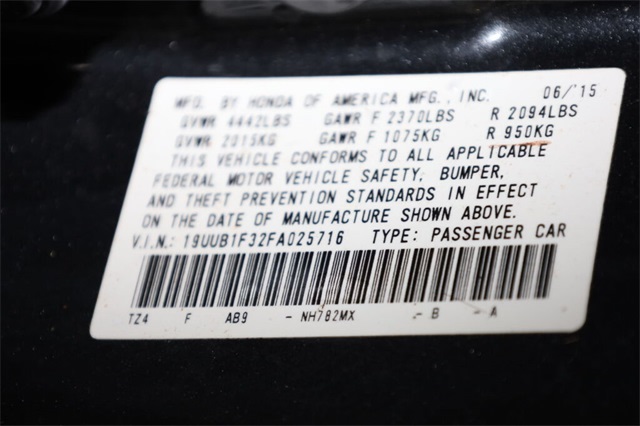 MFD. BY HONDA OF AMERICA MFG., INC. 06/15
GVWR 4442LBS GAWR F 2370LBS R 2094LBS
GVWR 2015KG GAWR F 1075KG R 950KG
THIS VEHICLE CONFORMS TO ALL APPLICABLE
FEDERAL MOTOR VEHICLE SAFETY, BUMPER,
AND THEFT PREVENTION STANDARDS IN EFFECT
ON THE DATE OF MANUFACTURE SHOWN ABOVE.
V.I.N.: 19UUB1F32FA025716 TYPE: PASSENGER CAR
TZ4 F AB9 - NH782MX - B - A